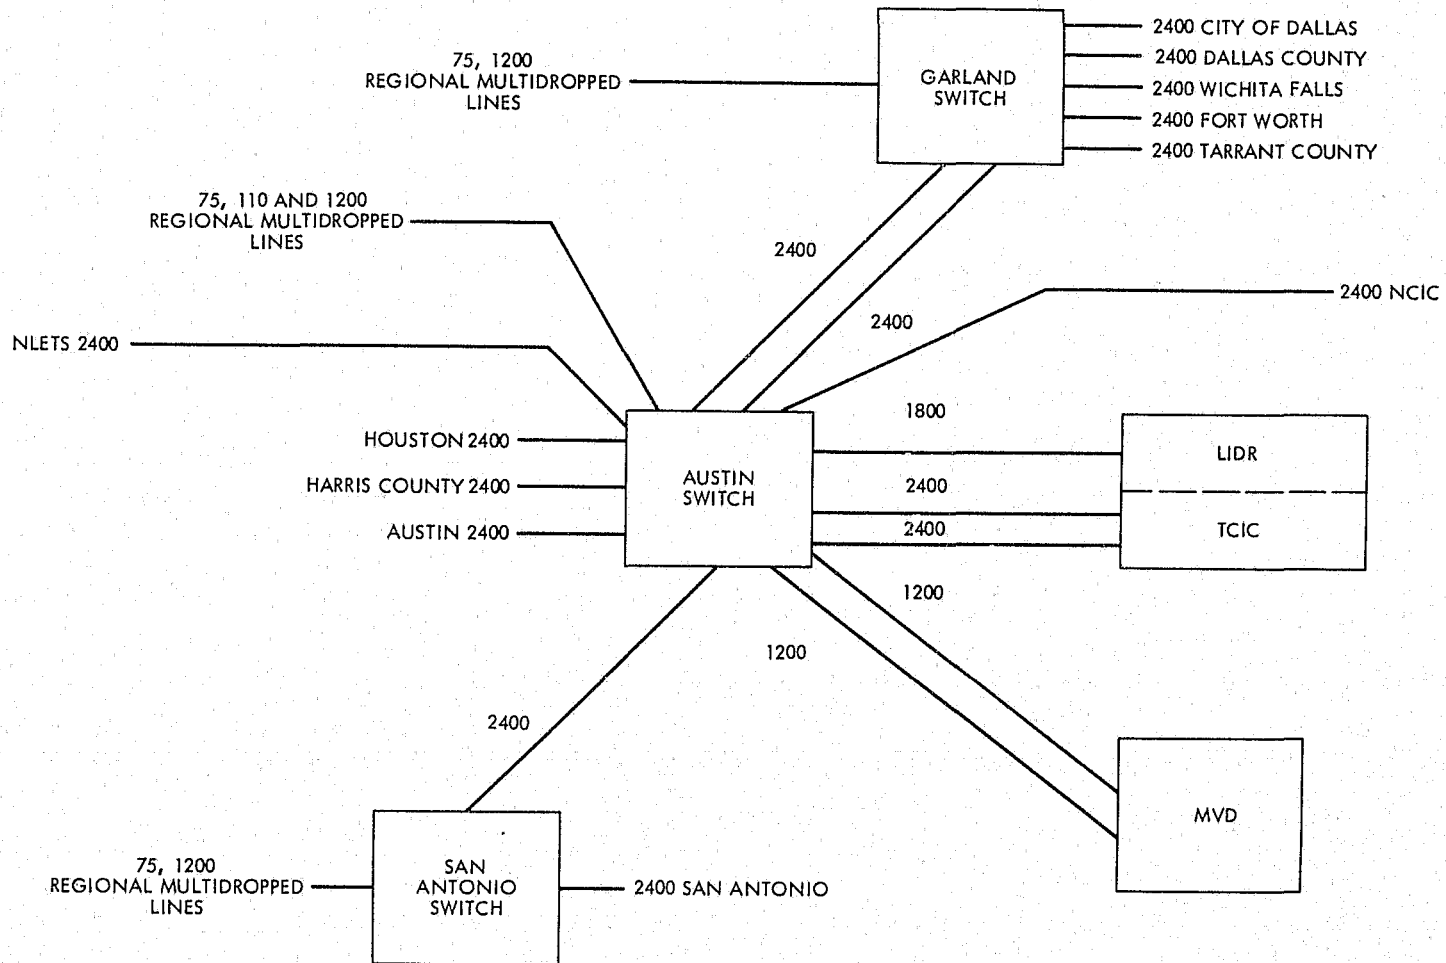 2400 CITY OF DALLAS
75, 1200
REGIONAL MULTIDROPPED
LINES
GARLAND
SWITCH
2400 DALLAS COUNTY
2400 WICHITA FALLS
2400 FORT WORTH
2400 TARRANT COUNTY
75, 110 AND 1200
REGIONAL MULTIDROPPED
LINES
2400
2400
2400 NCIC
NLETS 2400
1800
HOUSTON 2400
HARRIS COUNTY 2400
AUSTIN 2400
AUSTIN
SWITCH
LIDR
2400
2400
TCIC
1200
1200
2400
MVD
75, 1200
REGIONAL MULTIDROPPED
LINES
SAN
ANTONIO
SWITCH
2400 SAN ANTONIO